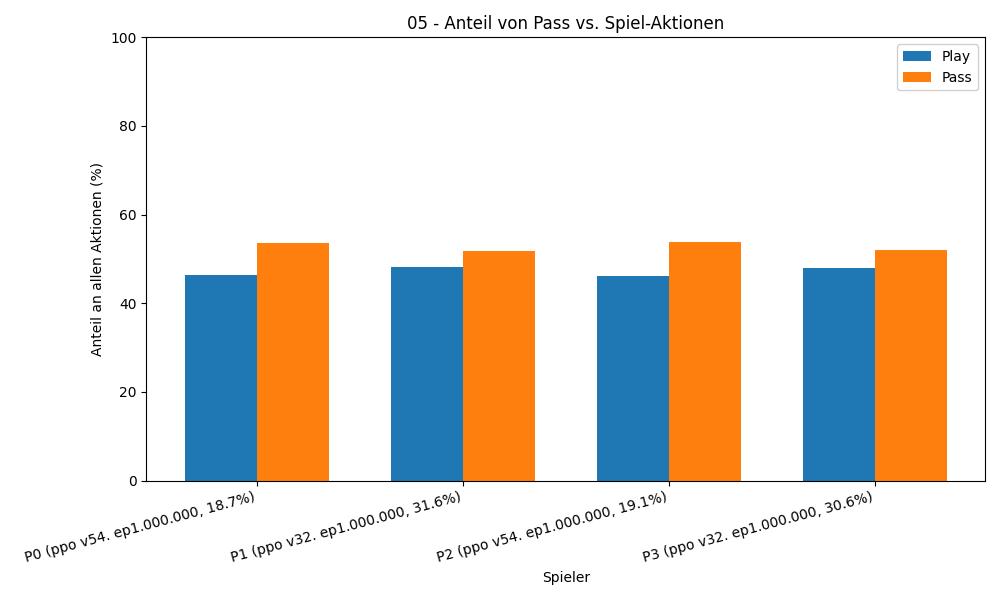 05 - Anteil von Pass vs. Spiel-Aktionen
Play
Pass
Anteil an allen Aktionen (%)
100
80
60
40
20
0
P0 (ppo v54. ep1.000.000, 18.7%)
P1 (ppo v32. ep1.000.000, 31.6%)
P2 (ppo v54. ep1.000.000, 19.1%)
P3 (ppo v32. ep1.000.000, 30.6%)
Spieler